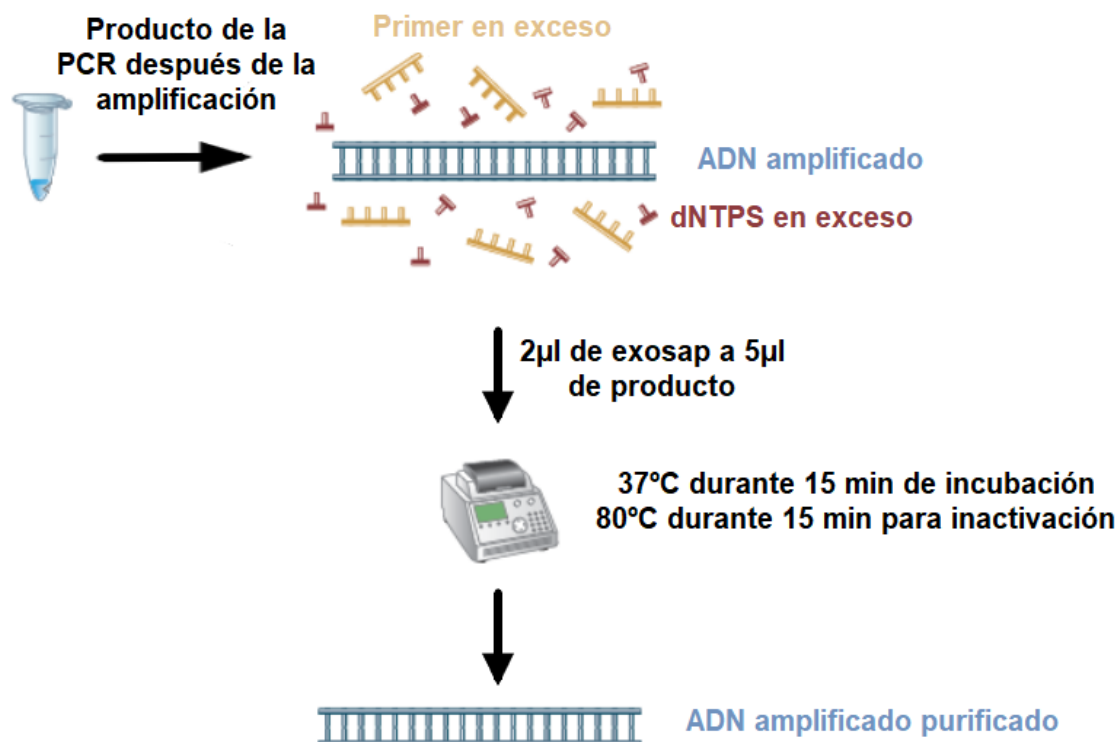 Producto de la
PCR después de la
amplificación
Primer en exceso
ADN amplificado
dNTPS en exceso
2µl de exosap a 5µl
de producto
37ºC durante 15 min de incubación
80ºC durante 15 min para inactivación
ADN amplificado purificado